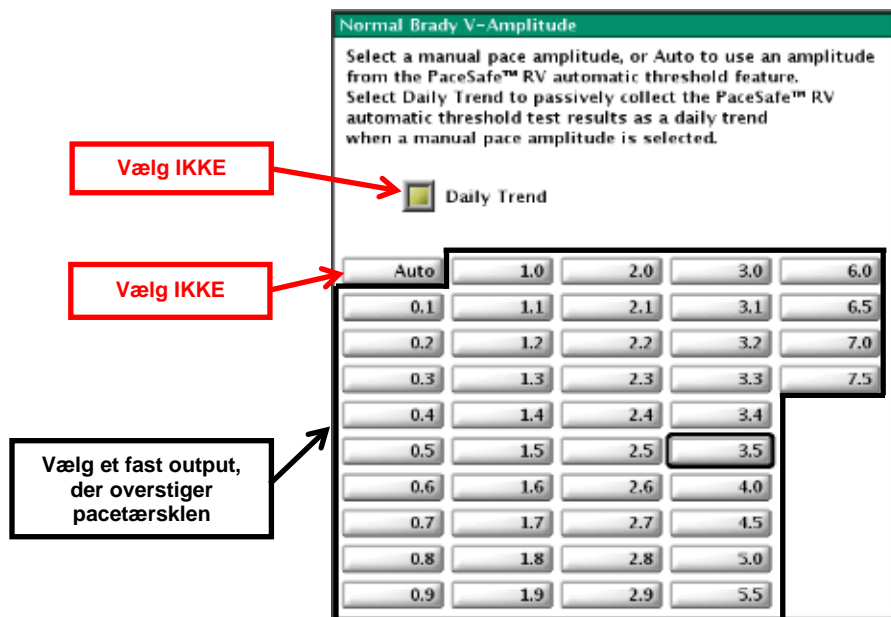 Normal Brady V-Amplitude
Select a manual pace amplitude, or Auto to use an amplitude
from the PaceSafe™ RV automatic threshold feature.
Select Daily Trend to passively collect the PaceSafe™ RV
automatic threshold test results as a daily trend
when a manual pace amplitude is selected.
Vælg IKKE
Daily Trend
Vælg IKKE
Auto 1.0 2.0 3.0 6.0
0.1 1.1 2.1 3.1 6.5
0.2 1.2 2.2 3.2 7.0
0.3 1.3 2.3 3.3 7.5
0.4 1.4 2.4 3.4
0.5 1.5 2.5 3.5
0.6 1.6 2.6 4.0
0.7 1.7 2.7 4.5
0.8 1.8 2.8 5.0
0.9 1.9 2.9 5.5
Vælg et fast output,
der overstiger
pacetærsklen